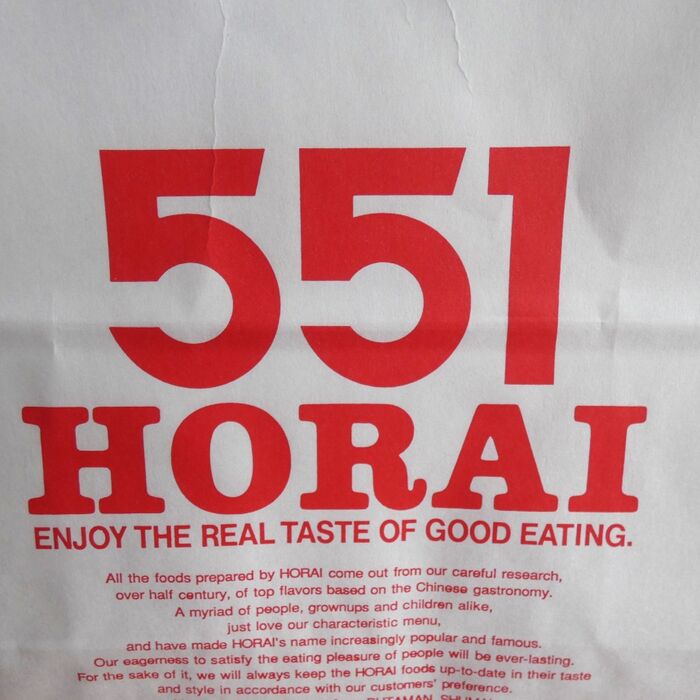 551
HORAI
ENJOY THE REAL TASTE OF GOOD EATING.
All the foods prepared by HORAI come out from our careful research,
over half century, of top flavors based on the Chinese gastronomy.
A myriad of people, grownups and children alike,
just love our characteristic menu,
and have made HORAI's name increasingly popular and famous.
Our eagerness to satisfy the eating pleasure of people will be ever-lasting.
For the sake of it, we will always keep the HORAI foods up-to-date in their taste
and style in accordance with our customers' preference.